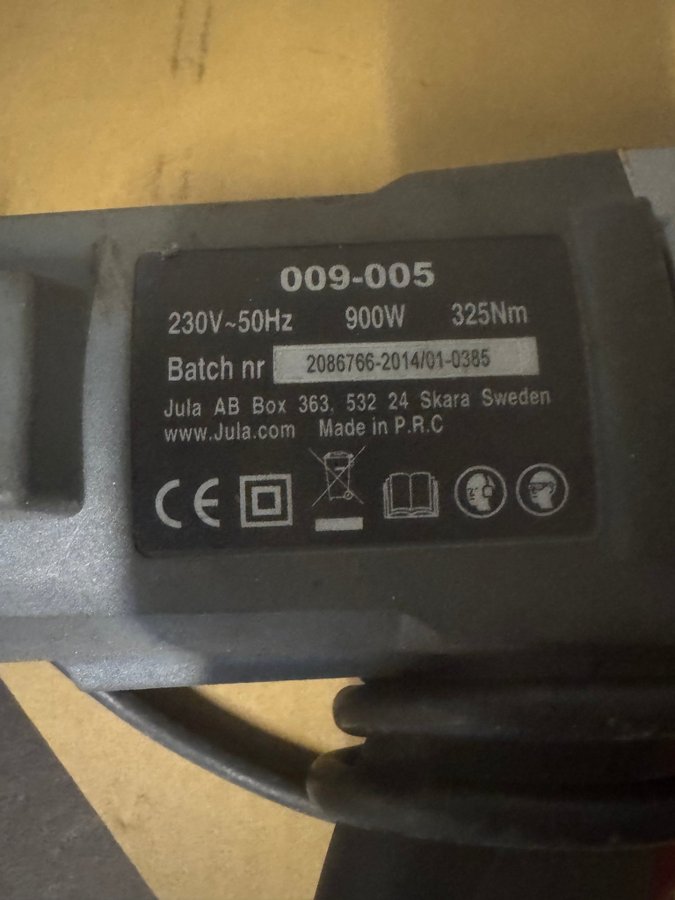 009-005
230V~50Hz 900W 325Nm
Batch nr 2086766-2014/01-0385
Jula AB Box 363, 532 24 Skara Sweden
www.Jula.com Made in P.R.C
CE